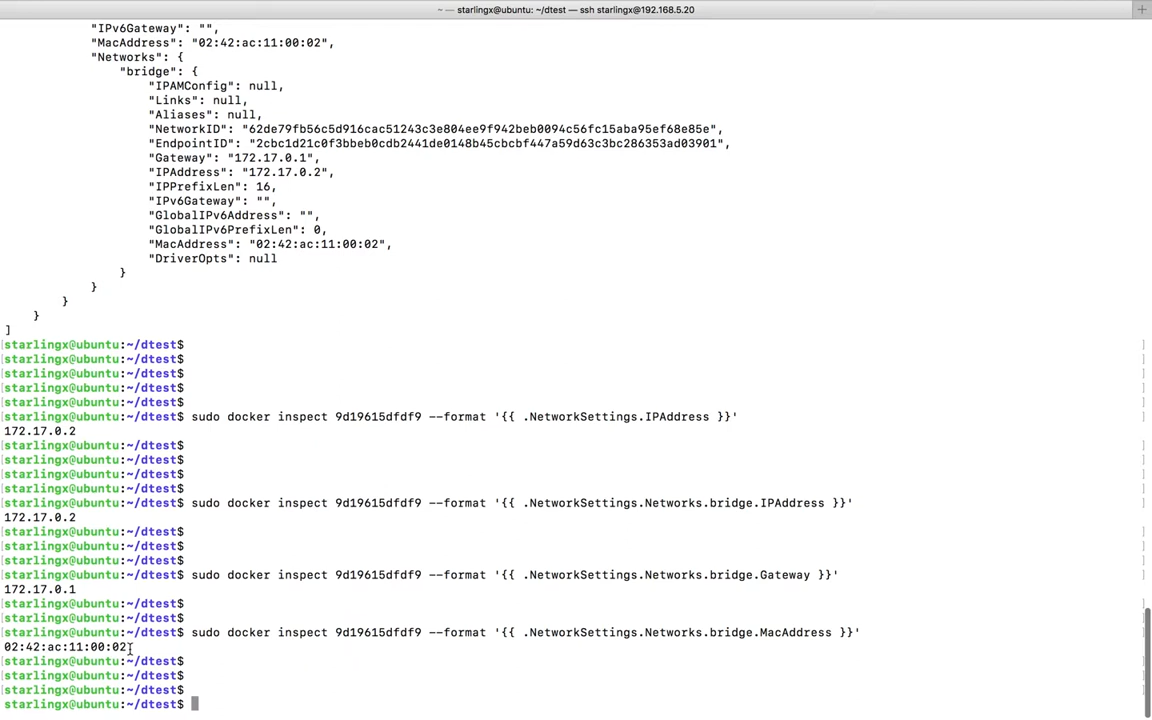 ~ — starlingx@ubuntu: ~/dtest — ssh starlingx@192.168.5.20
"IPv6Gateway": "",
"MacAddress": "02:42:ac:11:00:02",
"Networks": {
"bridge": {
"IPAMConfig": null,
"Links": null,
"Aliases": null,
"NetworkID": "62de79fb56c5d916cac51243c3e804ee9f942beb0094c56fc15aba95ef68e85e",
"EndpointID": "2cbc1d21c0f3bbeb0cdb2441de0148b45cbcbf447a59d63c3bc286353ad03901",
"Gateway": "172.17.0.1",
"IPAddress": "172.17.0.2",
"IPPrefixLen": 16,
"IPv6Gateway": "",
"GlobalIPv6Address": "",
"GlobalIPv6PrefixLen": 0,
"MacAddress": "02:42:ac:11:00:02",
"DriverOpts": null
}
}
}
}
]
[starlingx@ubuntu:~/dtest$ ]
[starlingx@ubuntu:~/dtest$ ]
[starlingx@ubuntu:~/dtest$ ]
[starlingx@ubuntu:~/dtest$ ]
[starlingx@ubuntu:~/dtest$ ]
[starlingx@ubuntu:~/dtest$ sudo docker inspect 9d19615dfdf9 --format '{{ .NetworkSettings.IPAddress }}' ]
172.17.0.2
[starlingx@ubuntu:~/dtest$ ]
[starlingx@ubuntu:~/dtest$ ]
[starlingx@ubuntu:~/dtest$ ]
[starlingx@ubuntu:~/dtest$ ]
[starlingx@ubuntu:~/dtest$ sudo docker inspect 9d19615dfdf9 --format '{{ .NetworkSettings.Networks.bridge.IPAddress }}' ]
172.17.0.2
[starlingx@ubuntu:~/dtest$ ]
[starlingx@ubuntu:~/dtest$ ]
[starlingx@ubuntu:~/dtest$ ]
[starlingx@ubuntu:~/dtest$ sudo docker inspect 9d19615dfdf9 --format '{{ .NetworkSettings.Networks.bridge.Gateway }}' ]
172.17.0.1
[starlingx@ubuntu:~/dtest$ ]
[starlingx@ubuntu:~/dtest$ ]
[starlingx@ubuntu:~/dtest$ sudo docker inspect 9d19615dfdf9 --format '{{ .NetworkSettings.Networks.bridge.MacAddress }}' ]
02:42:ac:11:00:02
[starlingx@ubuntu:~/dtest$ ]
[starlingx@ubuntu:~/dtest$ ]
[starlingx@ubuntu:~/dtest$ ]
starlingx@ubuntu:~/dtest$